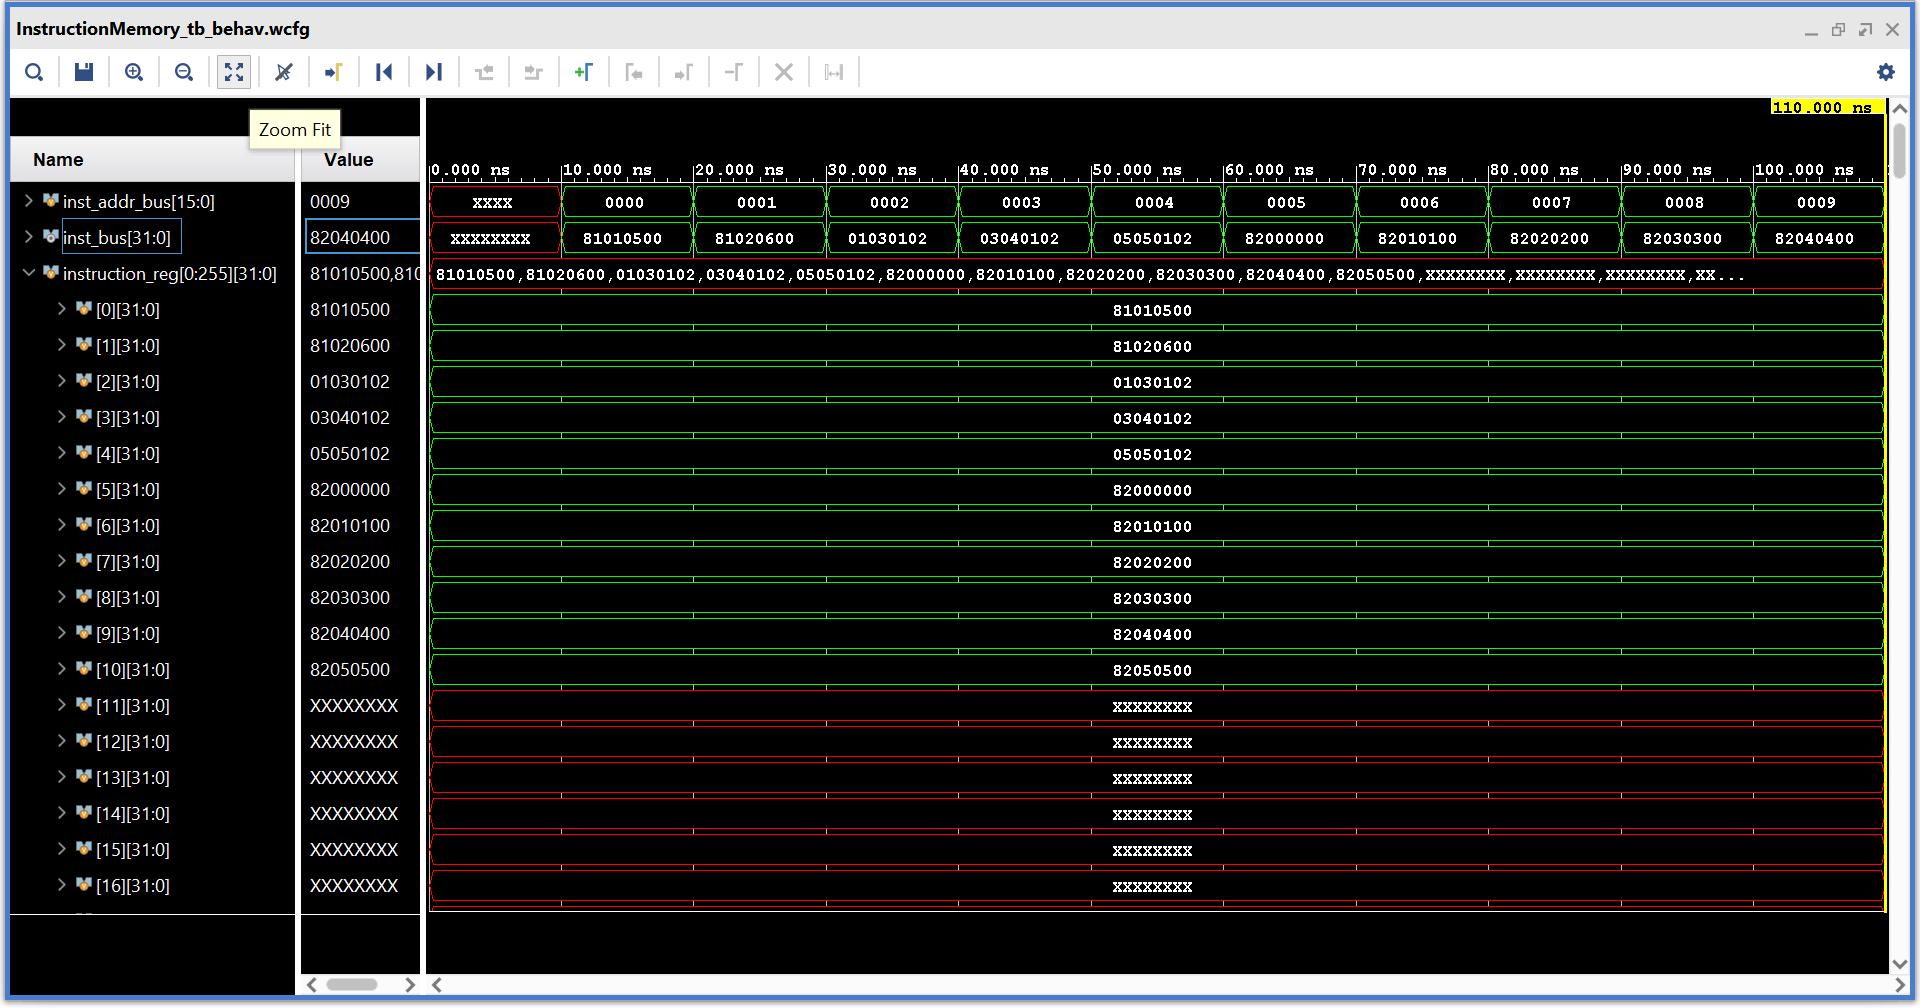 InstructionMemory_tb_behav.wcfg
Zoom Fit
110.000 ns
Name Value
0.000 ns 10.000 ns 20.000 ns 30.000 ns 40.000 ns 50.000 ns 60.000 ns 70.000 ns 80.000 ns 90.000 ns 100.000 ns
inst_addr_bus[15:0] 0009 XXXX 0000 0001 0002 0003 0004 0005 0006 0007 0008 0009
inst_bus[31:0] 82040400 XXXXXXXX 81010500 81020600 01030102 03040102 05050102 82000000 82010100 82020200 82030300 82040400
instruction_reg[0:255][31:0] 81010500,810 81010500,81020600,01030102,03040102,05050102,82000000,82010100,82020200,82030300,82040400,82050500,XXXXXXXX,XXXXXXXX,XXXXXXXX,XX...
[0][31:0] 81010500 81010500
[1][31:0] 81020600 81020600
[2][31:0] 01030102 01030102
[3][31:0] 03040102 03040102
[4][31:0] 05050102 05050102
[5][31:0] 82000000 82000000
[6][31:0] 82010100 82010100
[7][31:0] 82020200 82020200
[8][31:0] 82030300 82030300
[9][31:0] 82040400 82040400
[10][31:0] 82050500 82050500
[11][31:0] XXXXXXXX XXXXXXXX
[12][31:0] XXXXXXXX XXXXXXXX
[13][31:0] XXXXXXXX XXXXXXXX
[14][31:0] XXXXXXXX XXXXXXXX
[15][31:0] XXXXXXXX XXXXXXXX
[16][31:0] XXXXXXXX XXXXXXXX